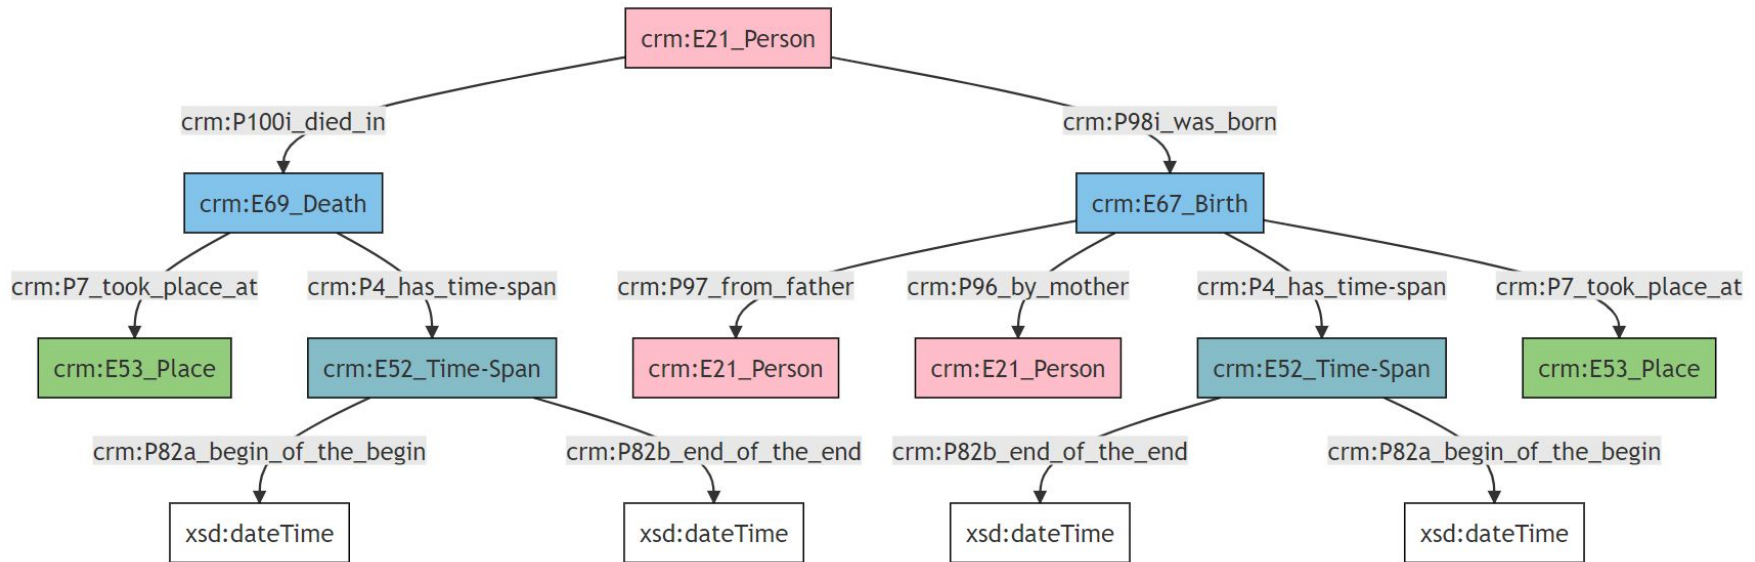 crm:E21_Person
crm:P100i_died_in
crm:P98i_was_born
crm:E69_Death
crm:E67_Birth
crm:P7_took_place_at
crm:P4_has_time-span
crm:P97_from_father
crm:P96_by_mother
crm:P4_has_time-span
crm:P7_took_place_at
crm:E53_Place
crm:E52_Time-Span
crm:E21_Person
crm:E21_Person
crm:E52_Time-Span
crm:E53_Place
crm:P82a_begin_of_the_begin
crm:P82b_end_of_the_end
crm:P82b_end_of_the_end
crm:P82a_begin_of_the_begin
xsd:dateTime
xsd:dateTime
xsd:dateTime
xsd:dateTime